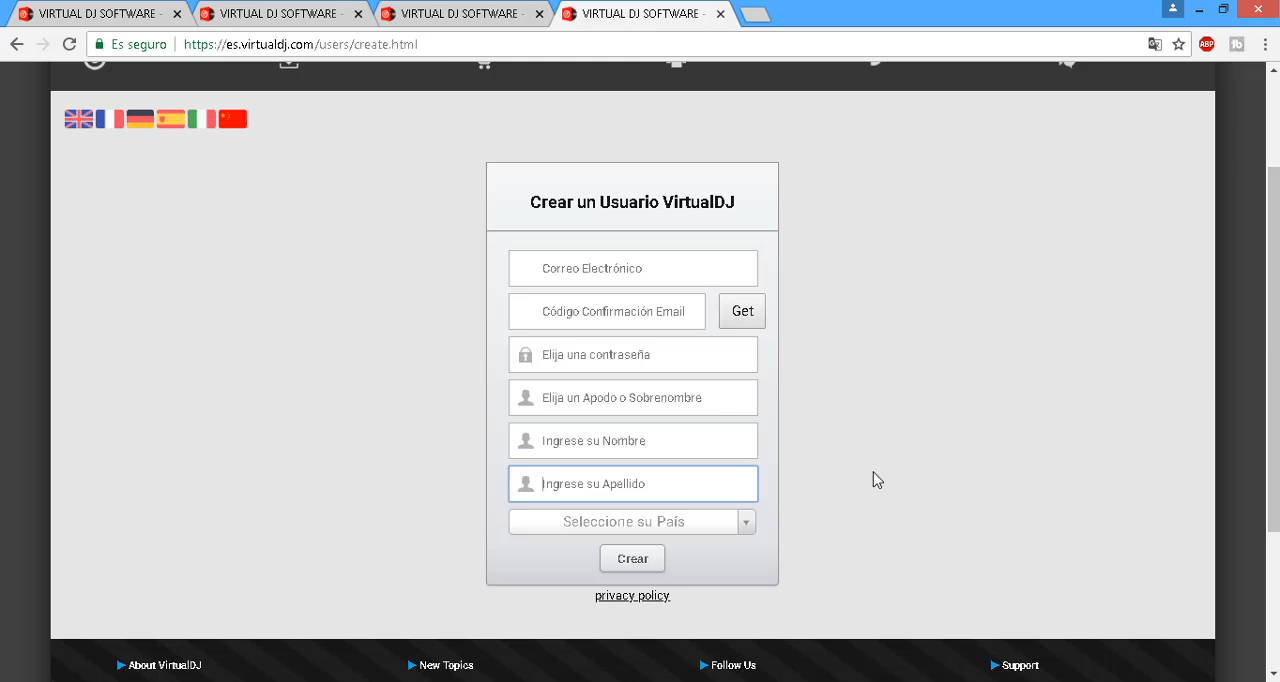 VIRTUAL DJ SOFTWARE - VIRTUAL DJ SOFTWARE - VIRTUAL DJ SOFTWARE - VIRTUAL DJ SOFTWARE -
Es seguro https://es.virtualdj.com/users/create.html ABP
Crear un Usuario VirtualDJ
Correo Electrónico
Código Confirmación Email Get
Elija una contraseña
Elija un Apodo o Sobrenombre
Ingrese su Nombre
Ingrese su Apellido
Seleccione su País
Crear
privacy policy
About VirtualDJ New Topics Follow Us Support